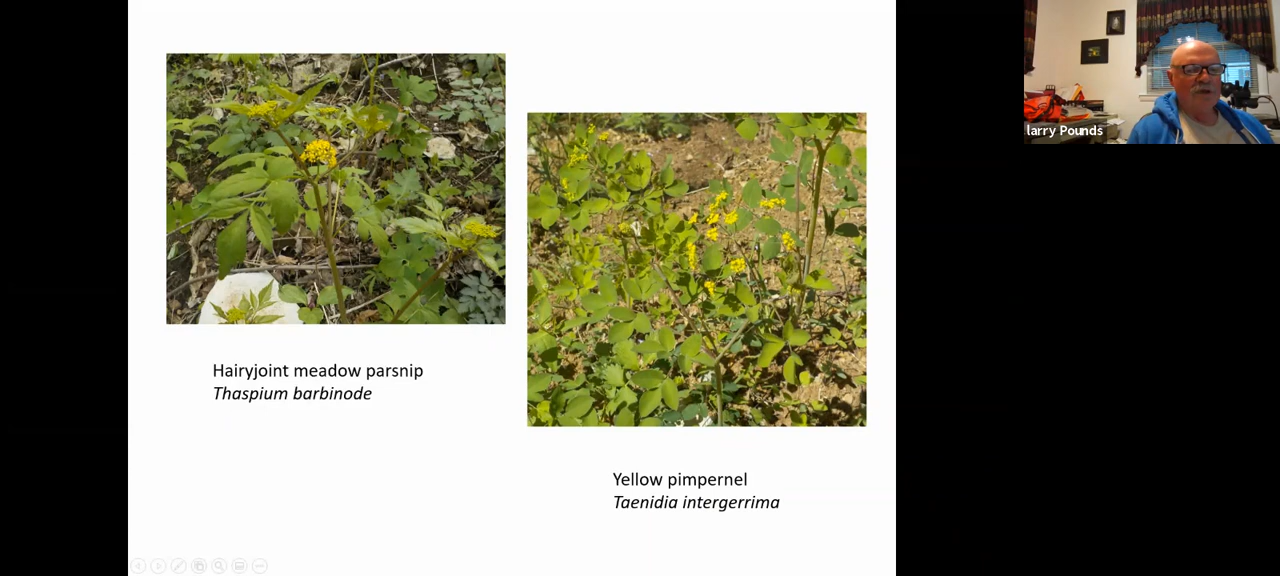 larry Pounds
Hairyjoint meadow parsnip
Thaspium barbinode
Yellow pimpernel
Taenidia intergerrima